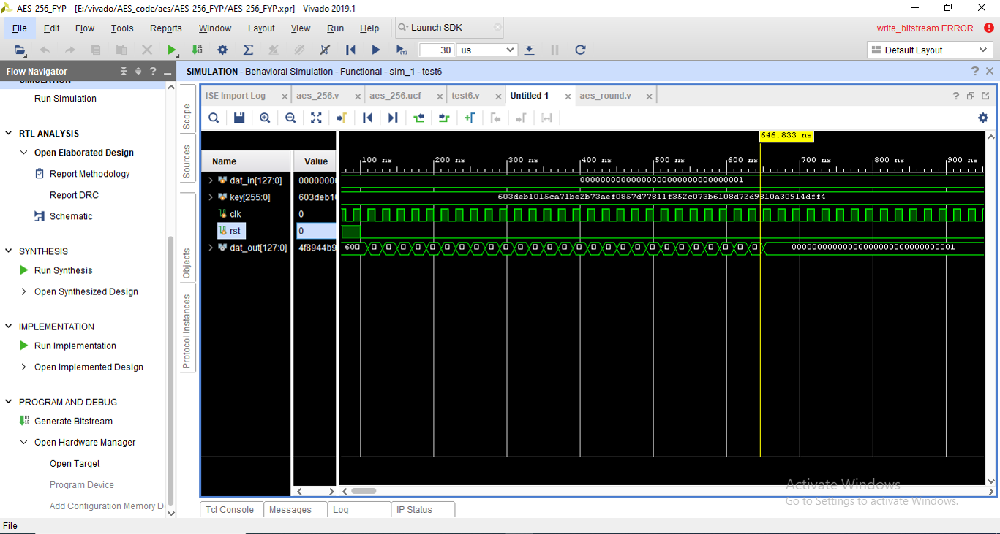 AES-256_FYP - [E:/vivado/AES_code/aes/AES-256_FYP/AES-256_FYP.xpr] - Vivado 2019.1
File Edit Flow Tools Reports Window Layout View Run Help Launch SDK write_bitstream ERROR
30 us Default Layout
Flow Navigator
SIMULATION - Behavioral Simulation - Functional - sim_1 - test6
SIMULATION
Run Simulation
RTL ANALYSIS
Open Elaborated Design
Report Methodology
Report DRC
Schematic
SYNTHESIS
Run Synthesis
Open Synthesized Design
IMPLEMENTATION
Run Implementation
Open Implemented Design
PROGRAM AND DEBUG
Generate Bitstream
Open Hardware Manager
Open Target
Program Device
Add Configuration Memory D
Scope
Sources
Objects
Protocol Instances
ISE Import Log aes_256.v aes_256.ucf test6.v Untitled 1 aes_round.v
646.833 ns
Name Value
100 ns 200 ns 300 ns 400 ns 500 ns 600 ns 700 ns 800 ns 900 ns
dat_in[127:0] 0000000 00000000000000000000000000000001
key[255:0] 603deb1 603deb1015ca71be2b73aef0857d77811f352c073b6108d72d9810a30914dff4
clk 0
rst 0
dat_out[127:0] 4f8944b9 600 00000000000000000000000000000001
Activate Windows
Go to Settings to activate Windows.
Tcl Console Messages Log IP Status
File